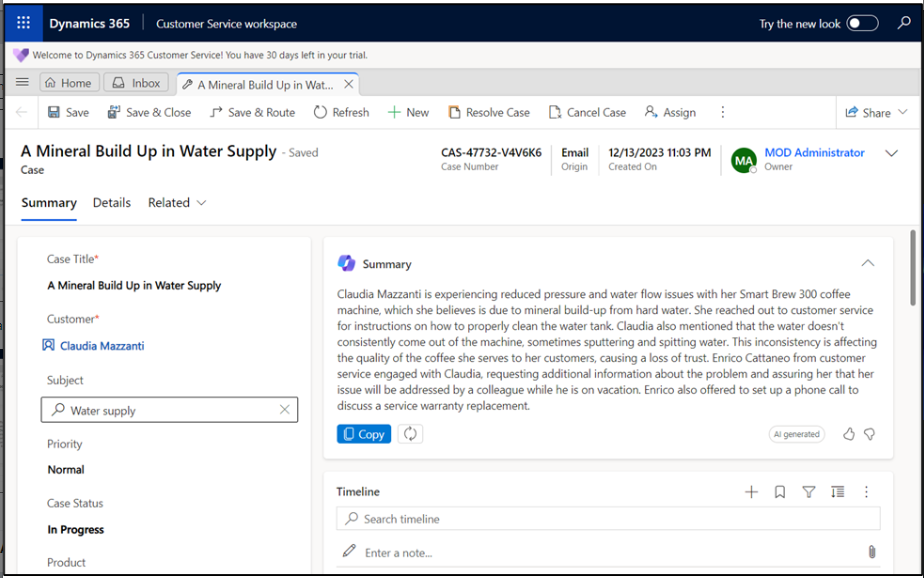 Dynamics 365 Customer Service workspace Try the new look
Welcome to Dynamics 365 Customer Service! You have 30 days left in your trial.
Home Inbox A Mineral Build Up in Wat...
Save Save & Close Save & Route Refresh New Resolve Case Cancel Case Assign Share
A Mineral Build Up in Water Supply - Saved
Case
CAS-47732-V4V6K6
Case Number
Email
Origin
12/13/2023 11:03 PM
Created On
MA
MOD Administrator
Owner
Summary Details Related
Case Title*
A Mineral Build Up in Water Supply
Customer*
Claudia Mazzanti
Subject
Water supply
Priority
Normal
Case Status
In Progress
Product
Summary
Claudia Mazzanti is experiencing reduced pressure and water flow issues with her Smart Brew 300 coffee
machine, which she believes is due to mineral build-up from hard water. She reached out to customer service
for instructions on how to properly clean the water tank. Claudia also mentioned that the water doesn't
consistently come out of the machine, sometimes sputtering and spitting water. This inconsistency is affecting
the quality of the coffee she serves to her customers, causing a loss of trust. Enrico Cattaneo from customer
service engaged with Claudia, requesting additional information about the problem and assuring her that her
issue will be addressed by a colleague while he is on vacation. Enrico also offered to set up a phone call to
discuss a service warranty replacement.
Copy
AI generated
Timeline
Search timeline
Enter a note...